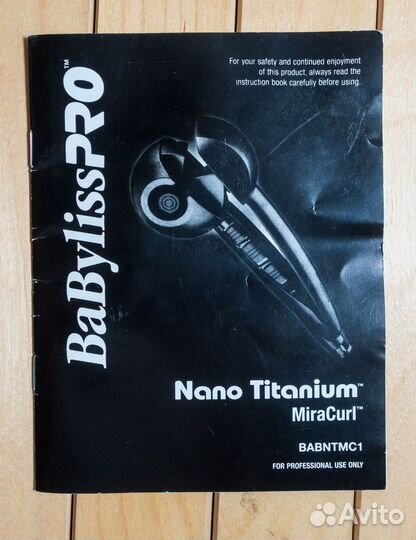 For your safety and continued enjoyment
of this product, always read the
instruction book carefully before using.
BaBylissPRO™
Nano Titanium™
MiraCurl™
BABNTMC1
FOR PROFESSIONAL USE ONLY
Avito